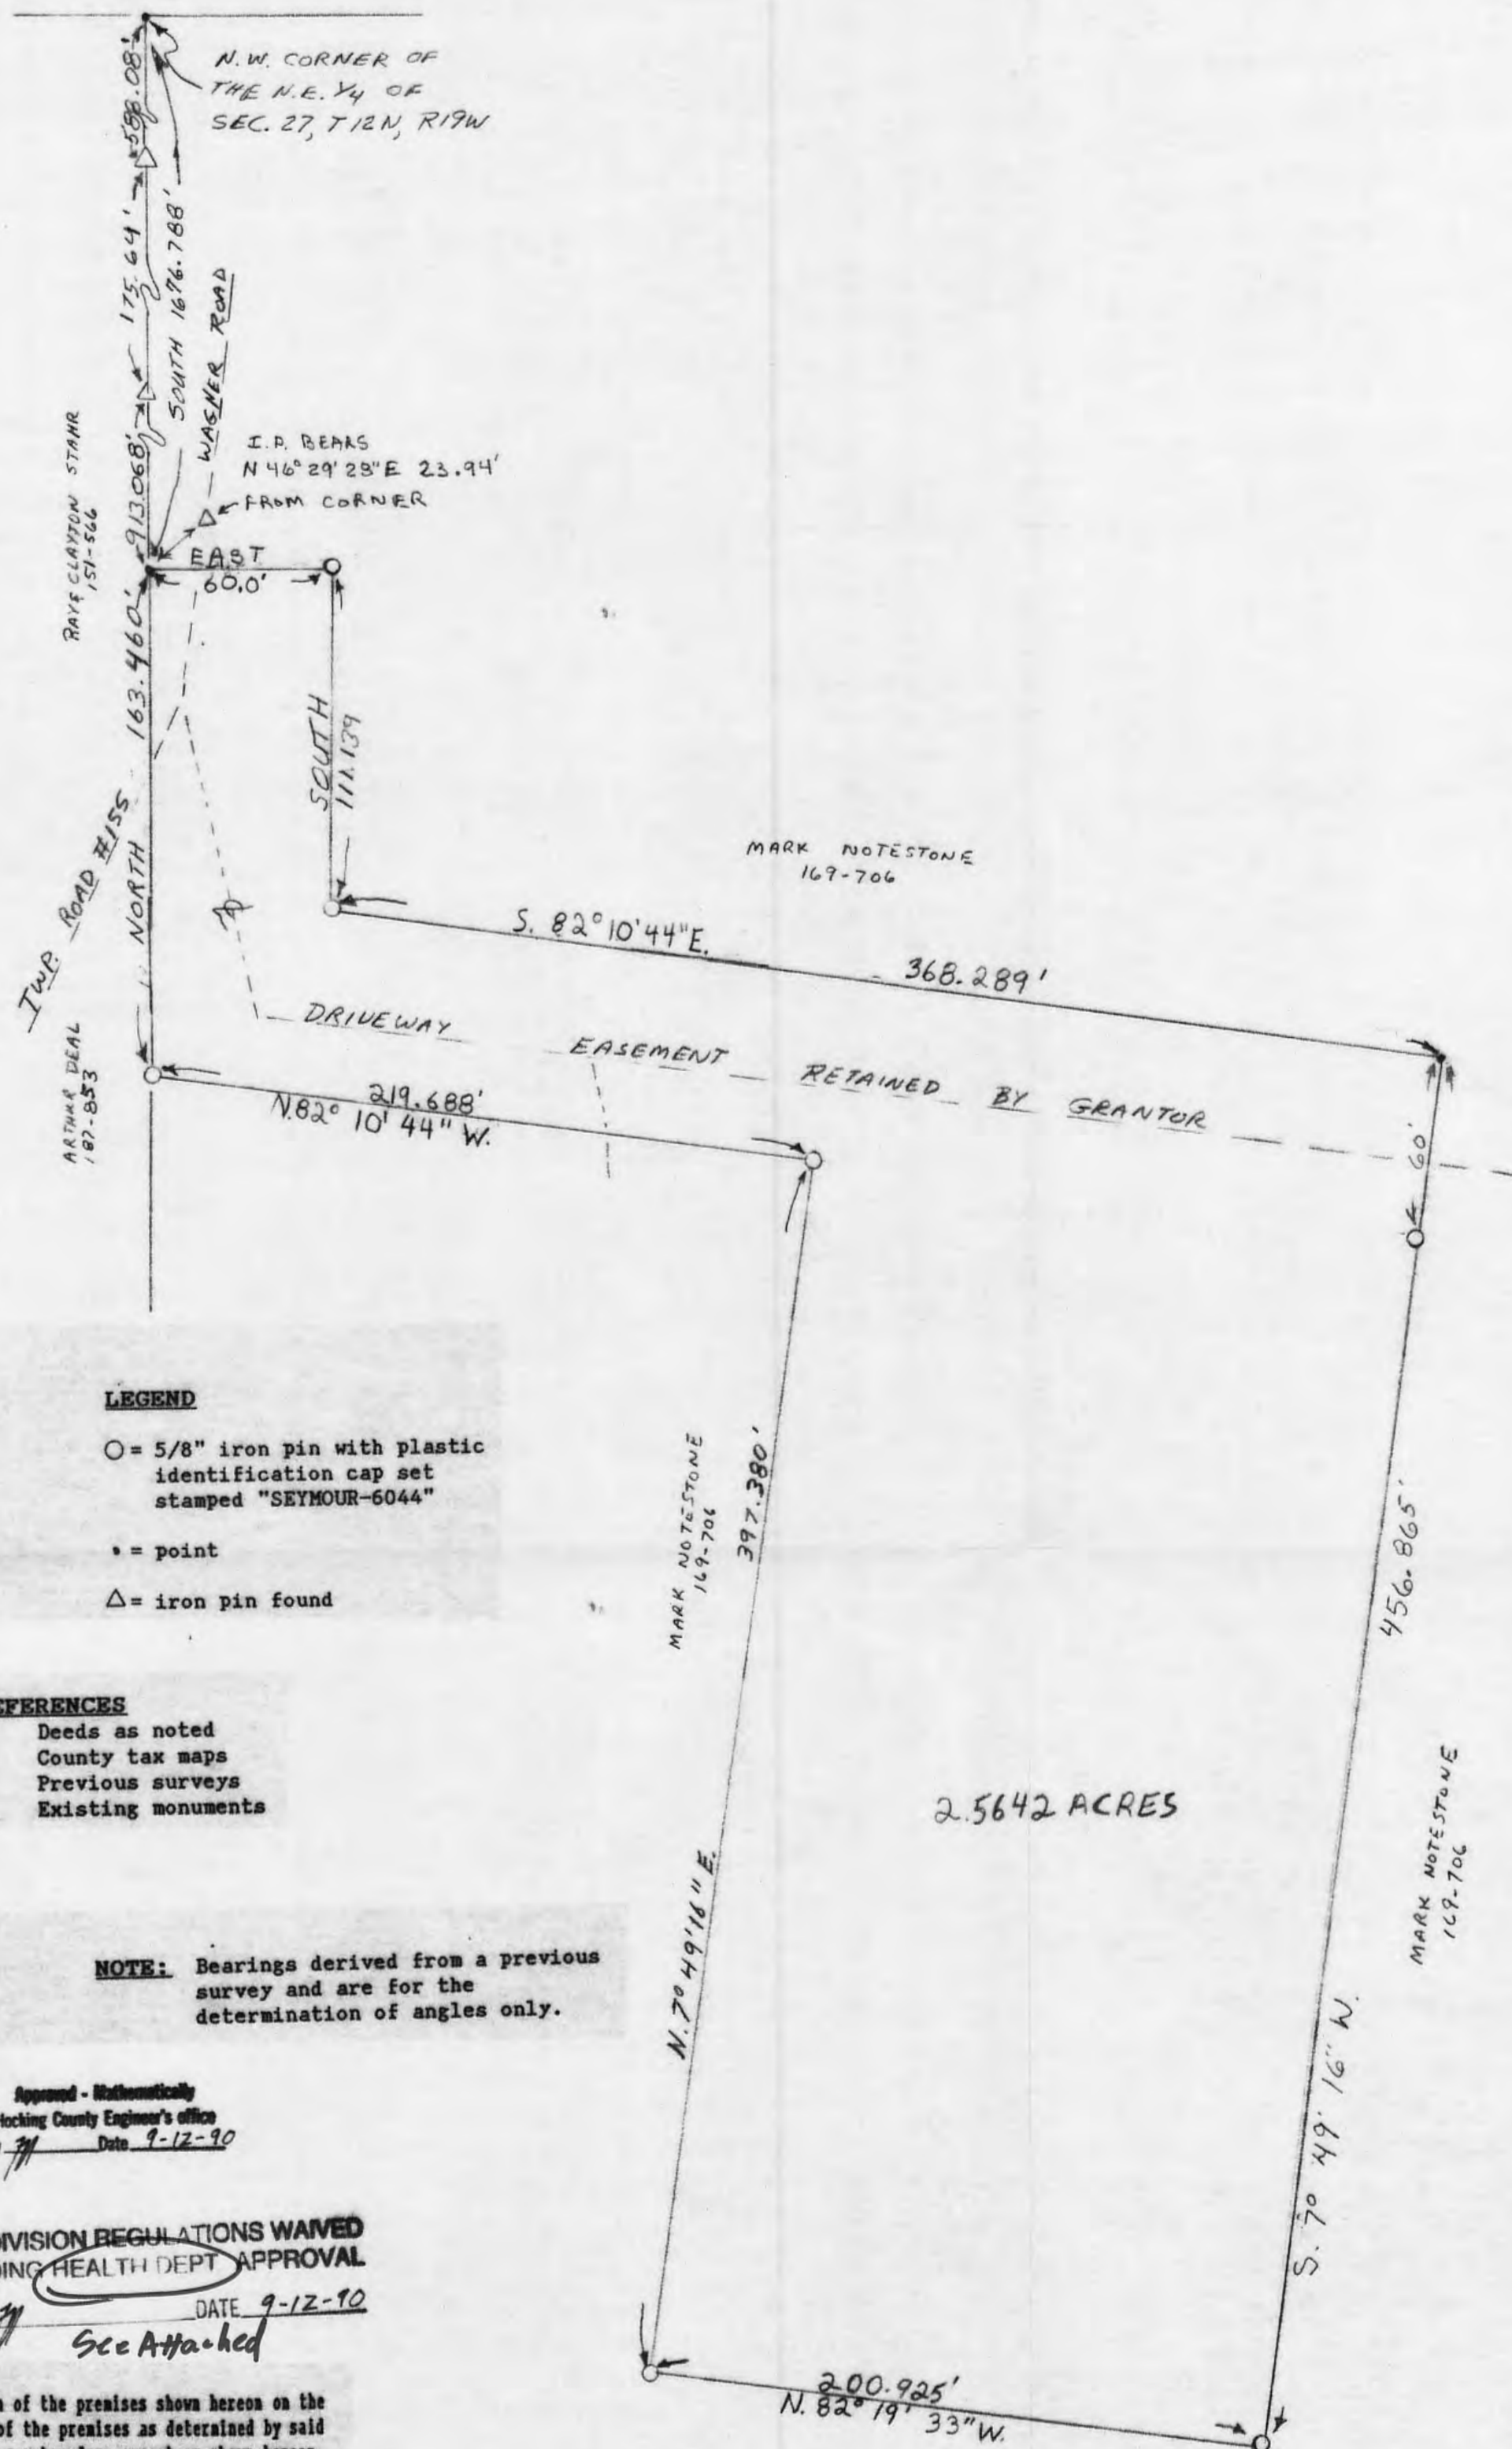 588.08'
N.W. CORNER OF
THE N.E. 1/4 OF
SEC. 27, T12N, R19W
175.64'
SOUTH 1676.788'
WAGNER ROAD
913.068'
RAYE CLAYTON STAHR
151-566
I.P. BEARS
N 46° 29' 23" E 23.94'
FROM CORNER
EAST
60.0'
163.460'
NORTH
SOUTH
111.139
TWP. ROAD #155
ARTHUR DEAL
187-853
MARK NOTESTONE
169-706
S. 82° 10' 44" E.
368.289'
DRIVEWAY EASEMENT RETAINED BY GRANTOR
219.688'
N. 82° 10' 44" W.
60'
LEGEND
O = 5/8" iron pin with plastic
identification cap set
stamped "SEYMOUR-6044"
• = point
△ = iron pin found
MARK NOTESTONE
169-706
397.380'
N. 7° 49' 16" E.
456.865'
S. 7° 49' 16" W.
EFERENCES
Deeds as noted
County tax maps
Previous surveys
Existing monuments
2.5642 ACRES
MARK NOTESTONE
169-706
NOTE: Bearings derived from a previous
survey and are for the
determination of angles only.
Approved - Mathematically
Hocking County Engineer's office
Date 9-12-90
IVISION REGULATIONS WAIVED
DING HEALTH DEPT APPROVAL
DATE 9-12-90
See Attached
200.925'
N. 82° 19' 33" W.
of the premises shown hereon on the
of the premises as determined by said